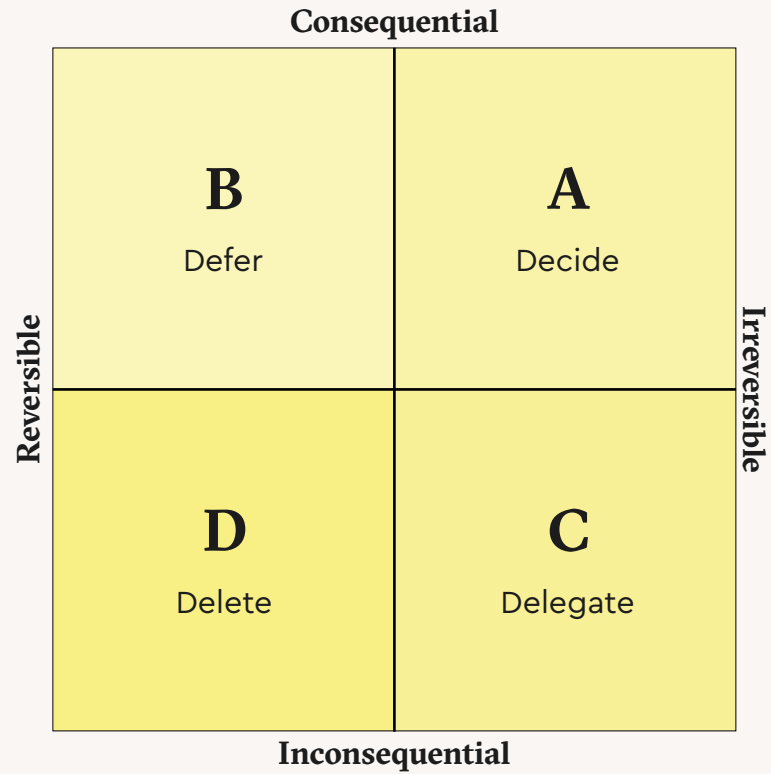 Consequential
B
Defer
A
Decide
Reversible
Irreversible
D
Delete
C
Delegate
Inconsequential